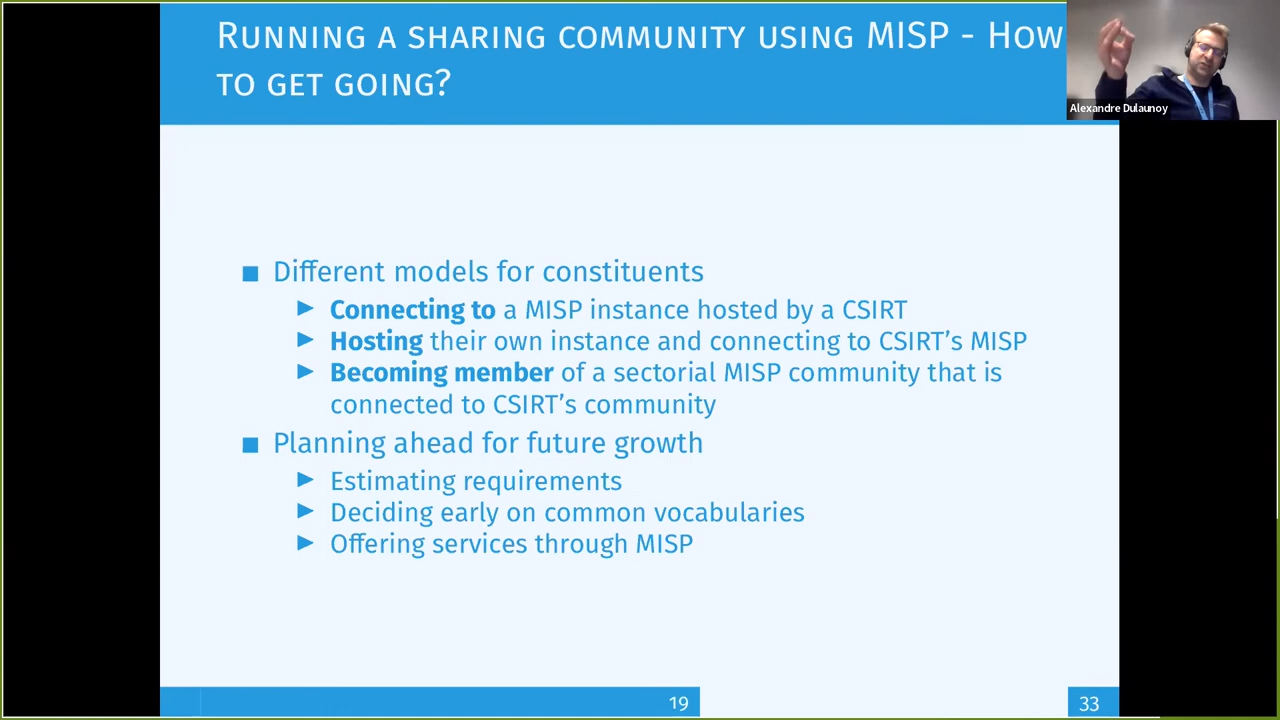 RUNNING A SHARING COMMUNITY USING MISP - HOW
TO GET GOING?
Alexandre Dulaunoy
■ Different models for constituents
▶ Connecting to a MISP instance hosted by a CSIRT
▶ Hosting their own instance and connecting to CSIRT’s MISP
▶ Becoming member of a sectorial MISP community that is
connected to CSIRT’s community
■ Planning ahead for future growth
▶ Estimating requirements
▶ Deciding early on common vocabularies
▶ Offering services through MISP
19
33